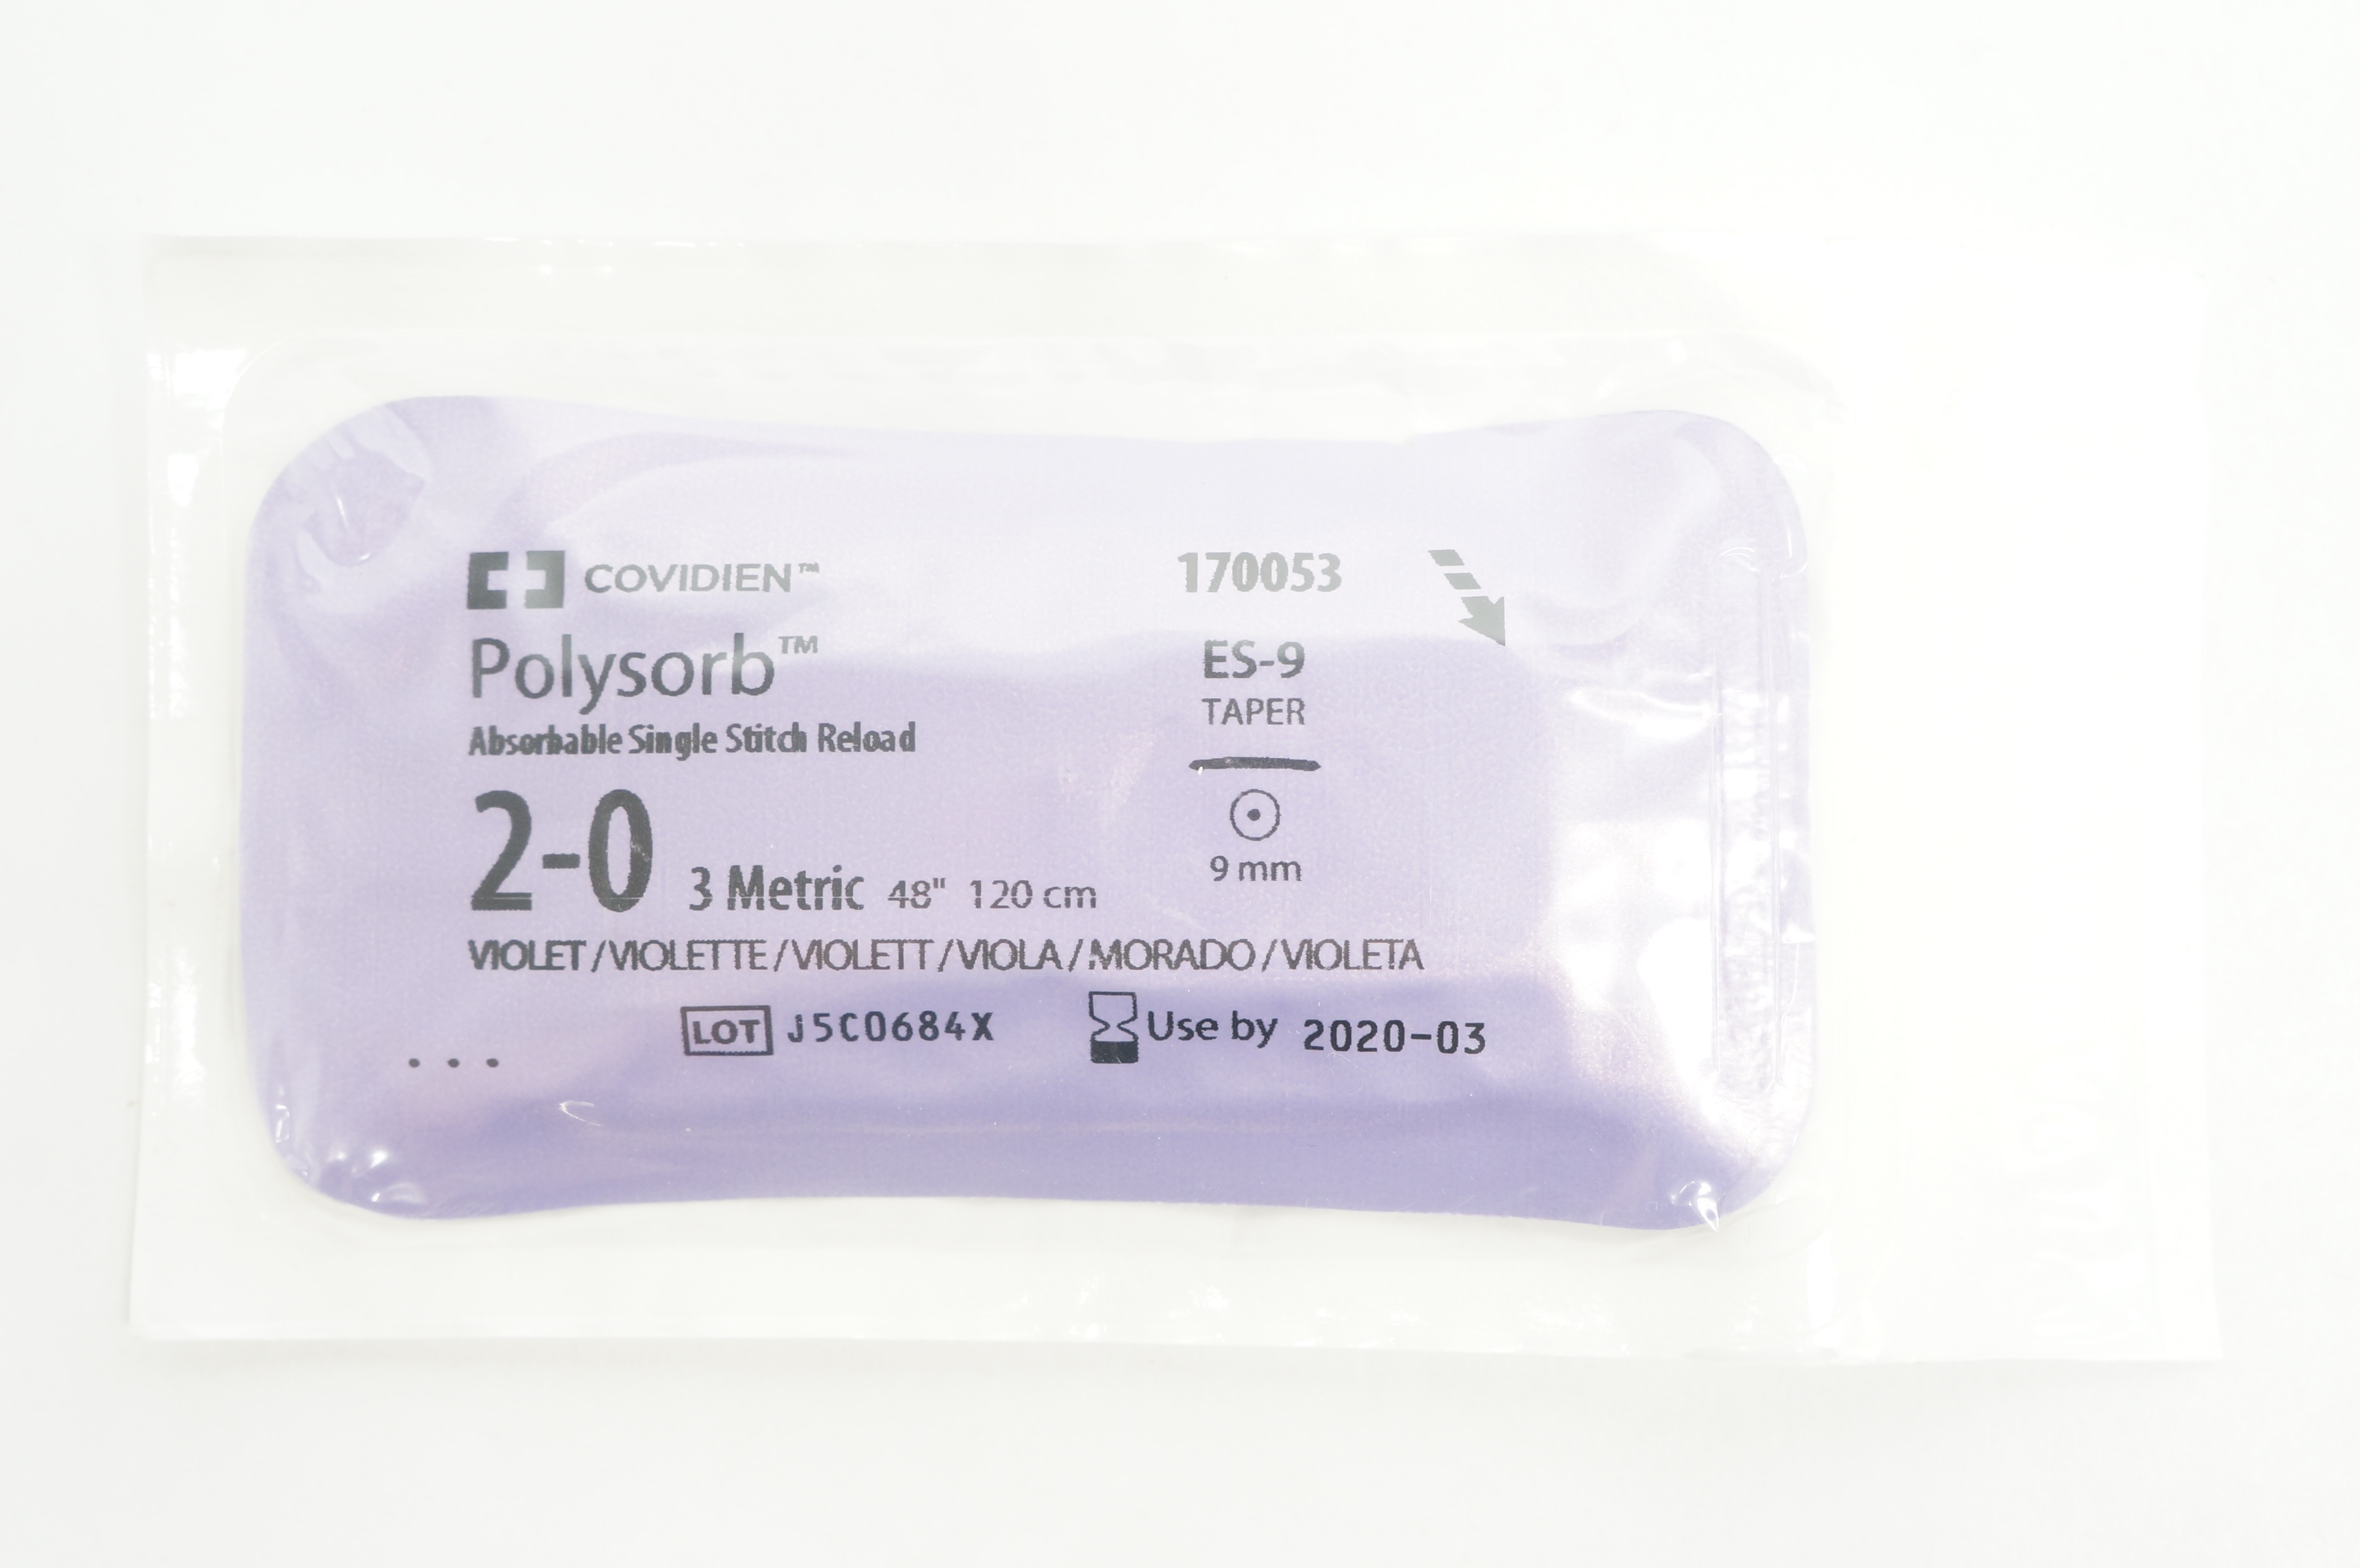 COVIDIEN™
Polysorb™
Absorbable Single Stitch Reload
2-0 3 Metric 48" 120 cm
170053
ES-9
TAPER
9 mm
VIOLET / VIOLETTE / VIOLETT / VIOLA / MORADO / VIOLETA
LOT J5C0684X Use by 2020-03